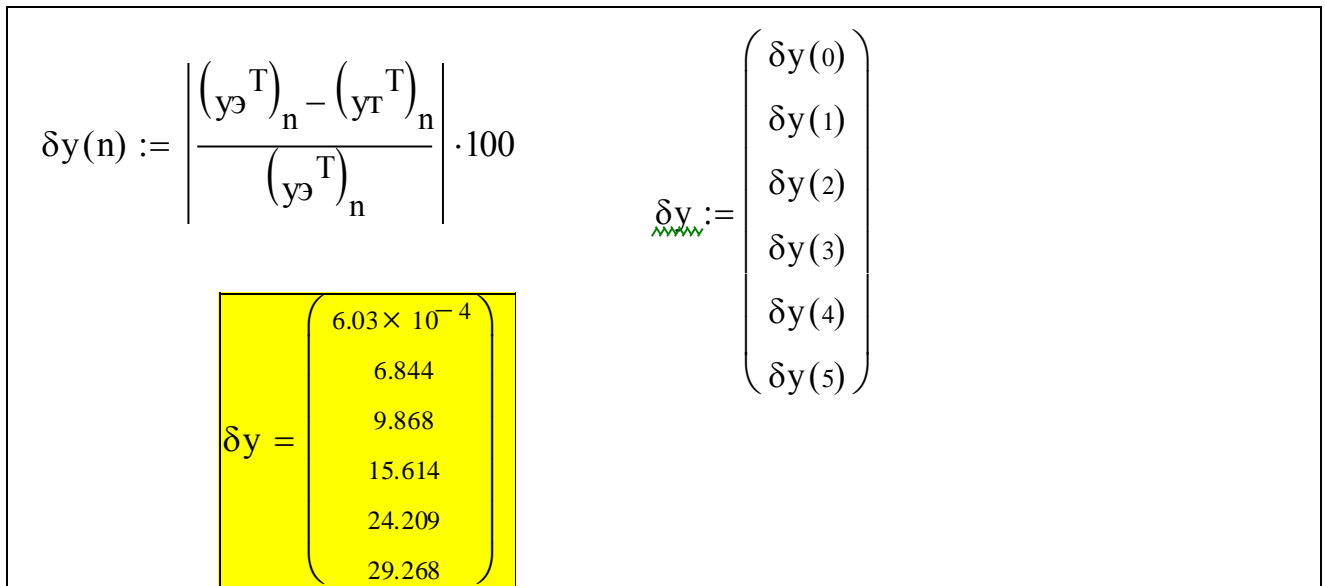 δy(n) := |((yэ^T)_n − (yт^T)_n) / (yэ^T)_n| ·100
δy :=
δy(0)
δy(1)
δy(2)
δy(3)
δy(4)
δy(5)
δy =
6.03× 10^−4
6.844
9.868
15.614
24.209
29.268